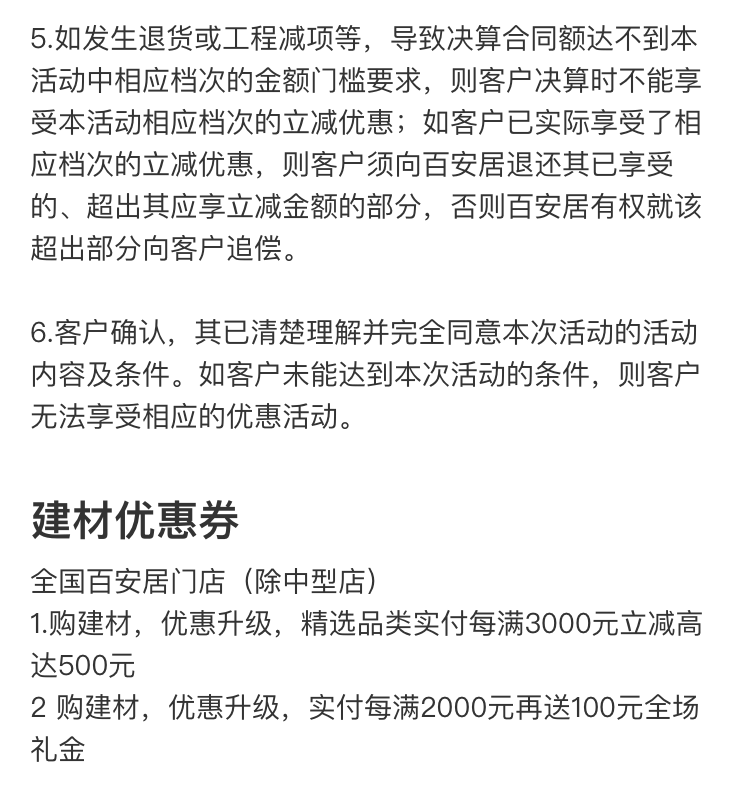 5.如发生退货或工程减项等，导致决算合同额达不到本
活动中相应档次的金额门槛要求，则客户决算时不能享
受本活动相应档次的立减优惠；如客户已实际享受了相
应档次的立减优惠，则客户须向百安居退还其已享受
的、超出其应享立减金额的部分，否则百安居有权就该
超出部分向客户追偿。
6.客户确认，其已清楚理解并完全同意本次活动的活动
内容及条件。如客户未能达到本次活动的条件，则客户
无法享受相应的优惠活动。
建材优惠券
全国百安居门店（除中型店）
1.购建材，优惠升级，精选品类实付每满3000元立减高
达500元
2 购建材，优惠升级，实付每满2000元再送100元全场
礼金